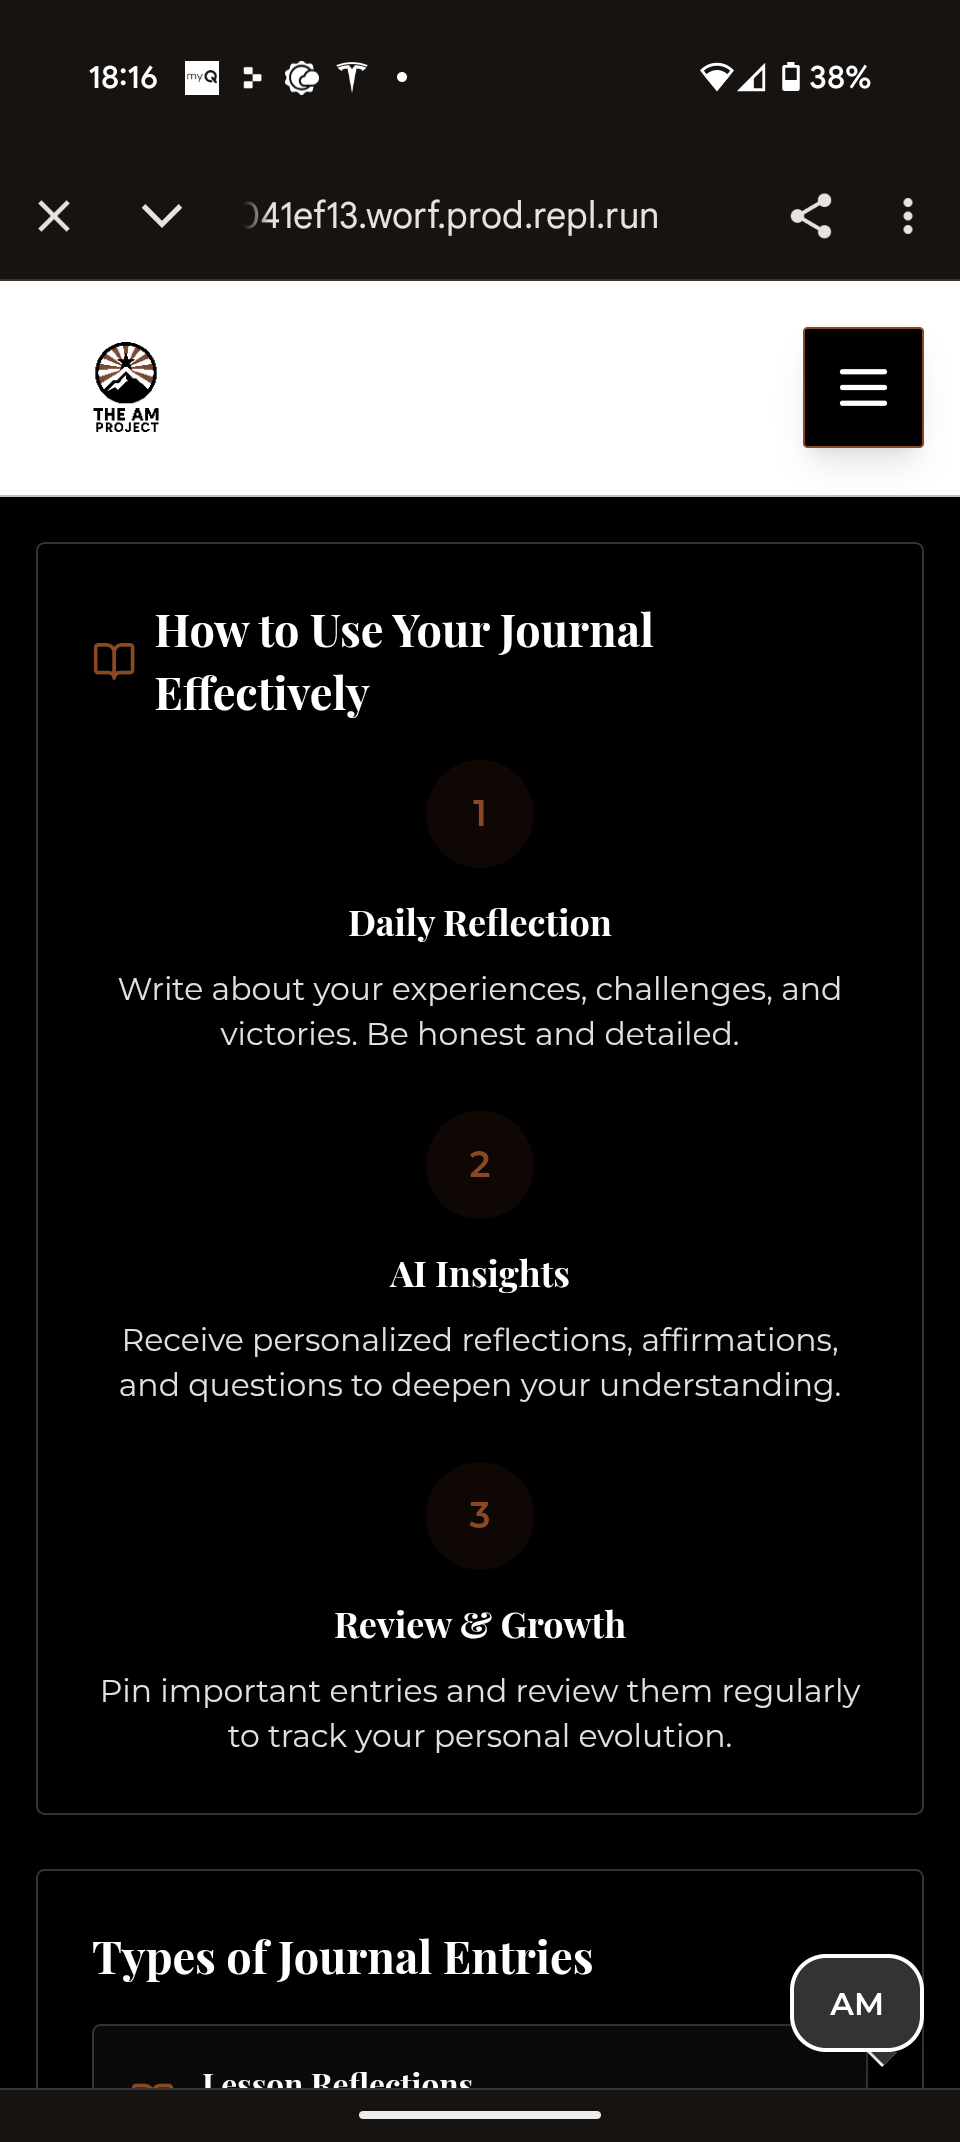 18:16 myQ 38%
041ef13.worf.prod.repl.run
THE AM
PROJECT
How to Use Your Journal
Effectively
1
Daily Reflection
Write about your experiences, challenges, and
victories. Be honest and detailed.
2
AI Insights
Receive personalized reflections, affirmations,
and questions to deepen your understanding.
3
Review & Growth
Pin important entries and review them regularly
to track your personal evolution.
Types of Journal Entries
AM
Lesson Reflections